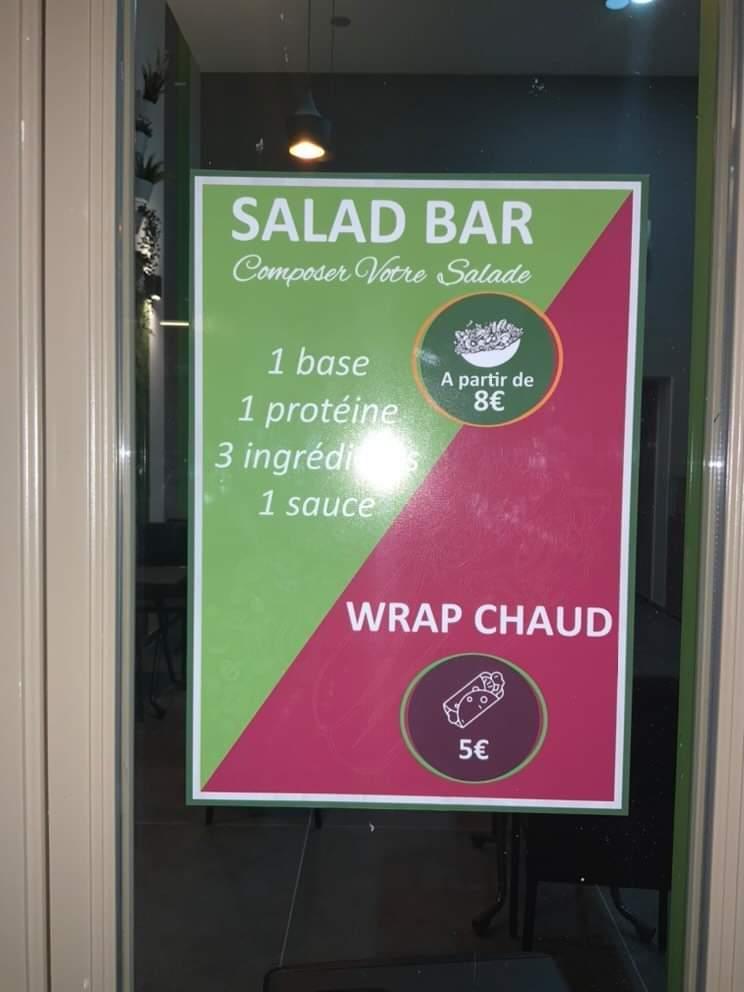 SALAD BAR
Composer Votre Salade
1 base
1 protéine
3
1 sauce
A partir de
8€
WRAP CHAUD
5€